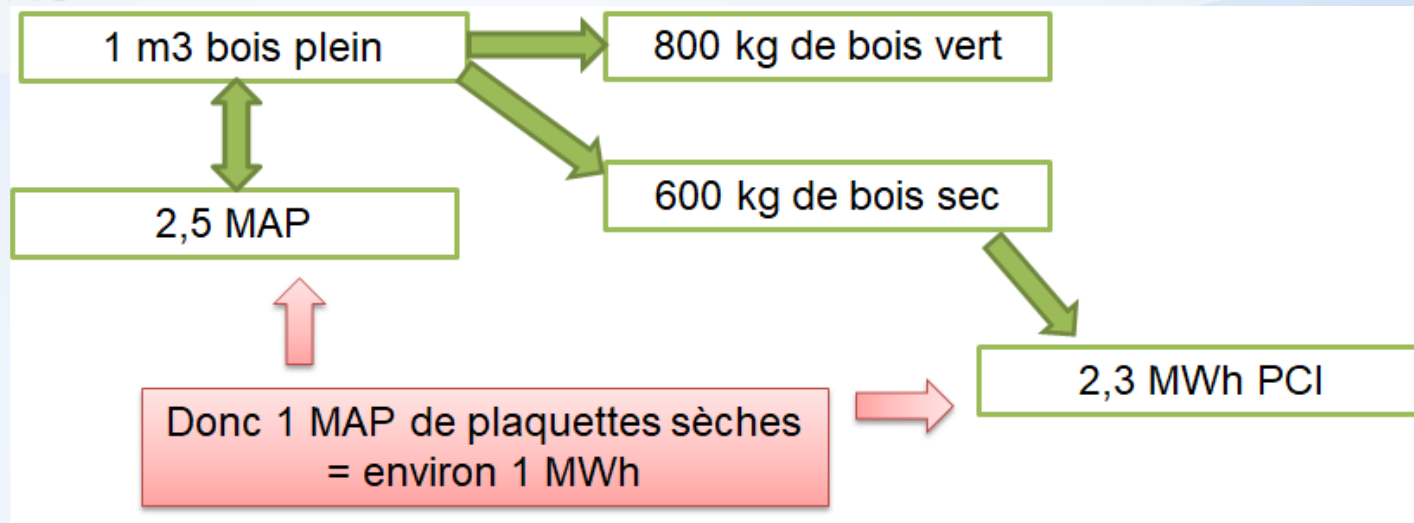 1 m3 bois plein
800 kg de bois vert
600 kg de bois sec
2,5 MAP
2,3 MWh PCI
Donc 1 MAP de plaquettes sèches
= environ 1 MWh